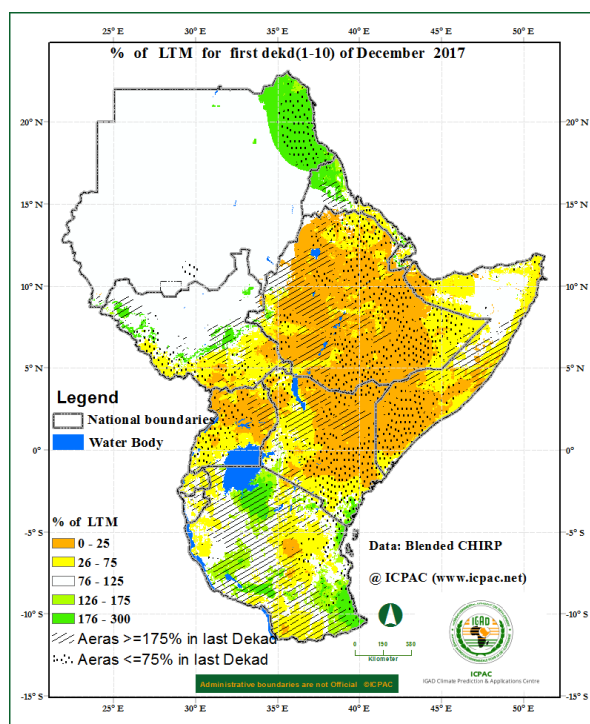 % of LTM for first dekd(1-10) of December 2017
25°E 30°E 35°E 40°E 45°E 50°E
20°N 20°N
15°N 15°N
10°N 10°N
5°N 5°N
0° 0°
-5°S -5°S
-10°S -10°S
-15°S -15°S
Legend
National boundaries
Water Body
% of LTM
0 - 25
26 - 75
76 - 125
126 - 175
176 - 300
Aeras >=175% in last Dekad
Aeras <=75% in last Dekad
Data: Blended CHIRP
@ ICPAC (www.icpac.net)
0 150 300
Kilometer
IGAD
ICPAC
IGAD Climate Prediction & Applications Centre
Administrative boundaries are not Official ©ICPAC
25°E 30°E 35°E 40°E 45°E 50°E